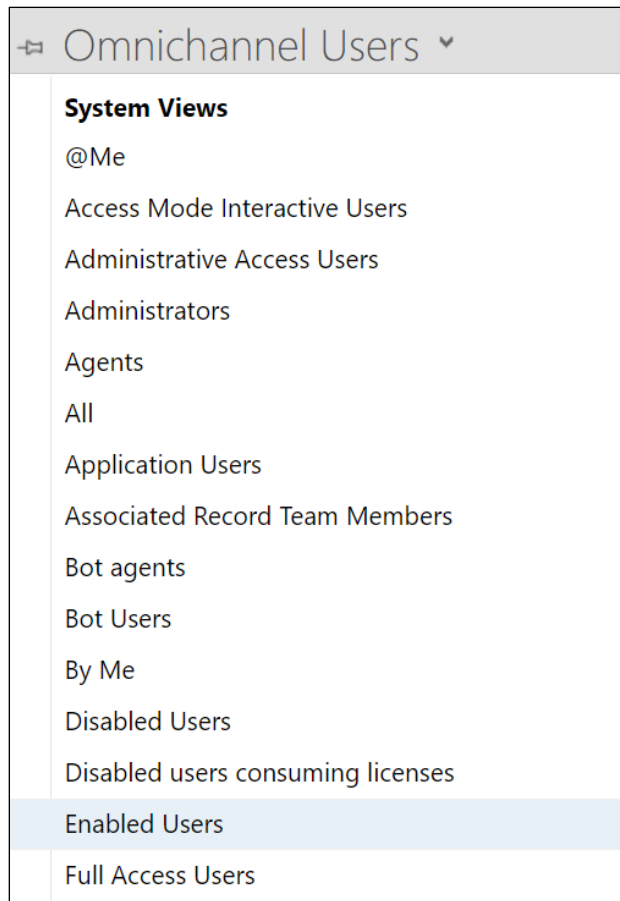 Omnichannel Users
System Views
@Me
Access Mode Interactive Users
Administrative Access Users
Administrators
Agents
All
Application Users
Associated Record Team Members
Bot agents
Bot Users
By Me
Disabled Users
Disabled users consuming licenses
Enabled Users
Full Access Users